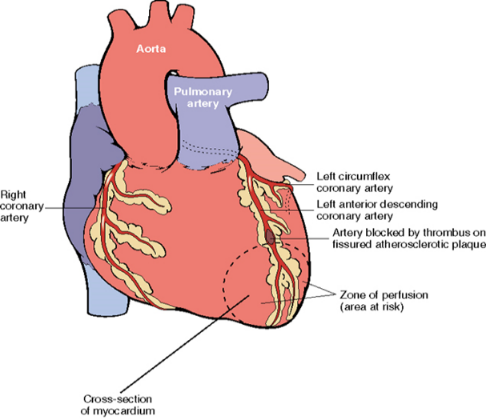 Aorta
Pulmonary
artery
Left circumflex
coronary artery
Right
coronary
artery
Left anterior descending
coronary artery
Artery blocked by thrombus on
fissured atherosclerotic plaque
Zone of perfusion
(area at risk)
Cross-section
of myocardium